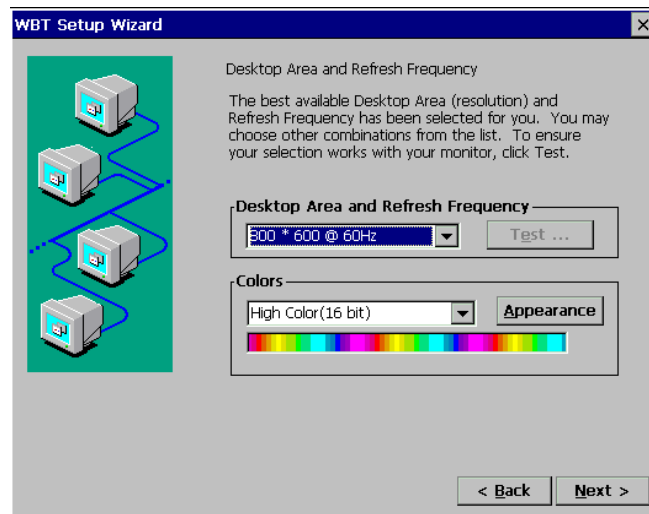 WBT Setup Wizard
Desktop Area and Refresh Frequency
The best available Desktop Area (resolution) and
Refresh Frequency has been selected for you. You may
choose other combinations from the list. To ensure
your selection works with your monitor, click Test.
Desktop Area and Refresh Frequency
800 * 600 @ 60Hz
Test ...
Colors
High Color(16 bit)
Appearance
< Back
Next >